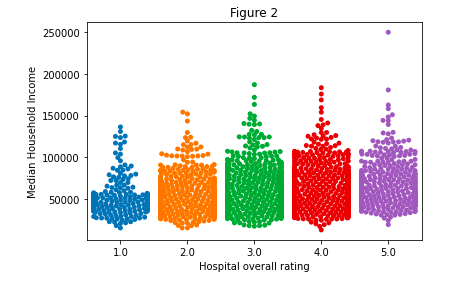 Figure 2
250000
200000
150000
100000
50000
Median Household Income
1.0 2.0 3.0 4.0 5.0
Hospital overall rating